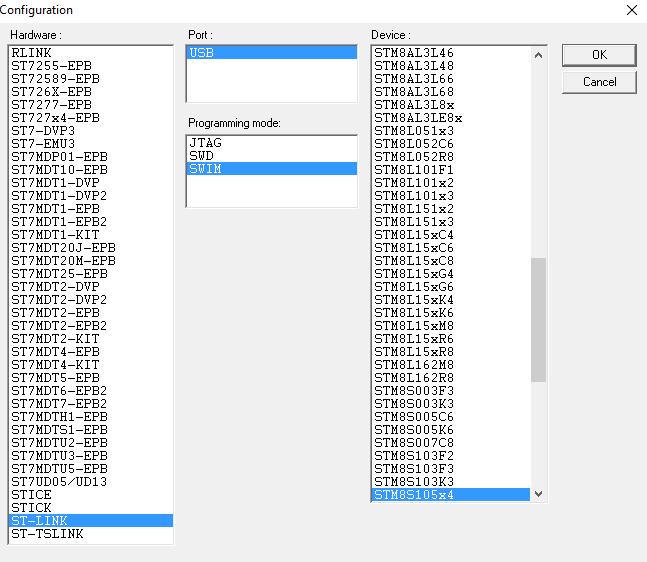 Configuration
Hardware :
RLINK
ST7255-EPB
ST72589-EPB
ST726X-EPB
ST7277-EPB
ST727x4-EPB
ST7-DVP3
ST7-EMU3
ST7MDP01-EPB
ST7MDT10-EPB
ST7MDT1-DVP
ST7MDT1-DVP2
ST7MDT1-EPB
ST7MDT1-EPB2
ST7MDT1-KIT
ST7MDT20J-EPB
ST7MDT20M-EPB
ST7MDT25-EPB
ST7MDT2-DVP
ST7MDT2-DVP2
ST7MDT2-EPB
ST7MDT2-EPB2
ST7MDT2-KIT
ST7MDT4-EPB
ST7MDT4-KIT
ST7MDT5-EPB
ST7MDT6-EPB2
ST7MDT7-EPB2
ST7MDTH1-EPB
ST7MDTS1-EPB
ST7MDTU2-EPB
ST7MDTU3-EPB
ST7MDTU5-EPB
ST7UD05/UD13
STICE
STICK
ST-LINK
ST-TSLINK
Port :
USB
Programming mode:
JTAG
SWD
SWIM
Device :
STM8AL3L46
STM8AL3L48
STM8AL3L66
STM8AL3L68
STM8AL3L8x
STM8AL3LE8x
STM8L051x3
STM8L052C6
STM8L052R8
STM8L101F1
STM8L101x2
STM8L101x3
STM8L151x2
STM8L151x3
STM8L15xC4
STM8L15xC6
STM8L15xC8
STM8L15xG4
STM8L15xG6
STM8L15xK4
STM8L15xK6
STM8L15xM8
STM8L15xR6
STM8L15xR8
STM8L162M8
STM8L162R8
STM8S003F3
STM8S003K3
STM8S005C6
STM8S005K6
STM8S007C8
STM8S103F2
STM8S103F3
STM8S103K3
STM8S105x4
OK
Cancel